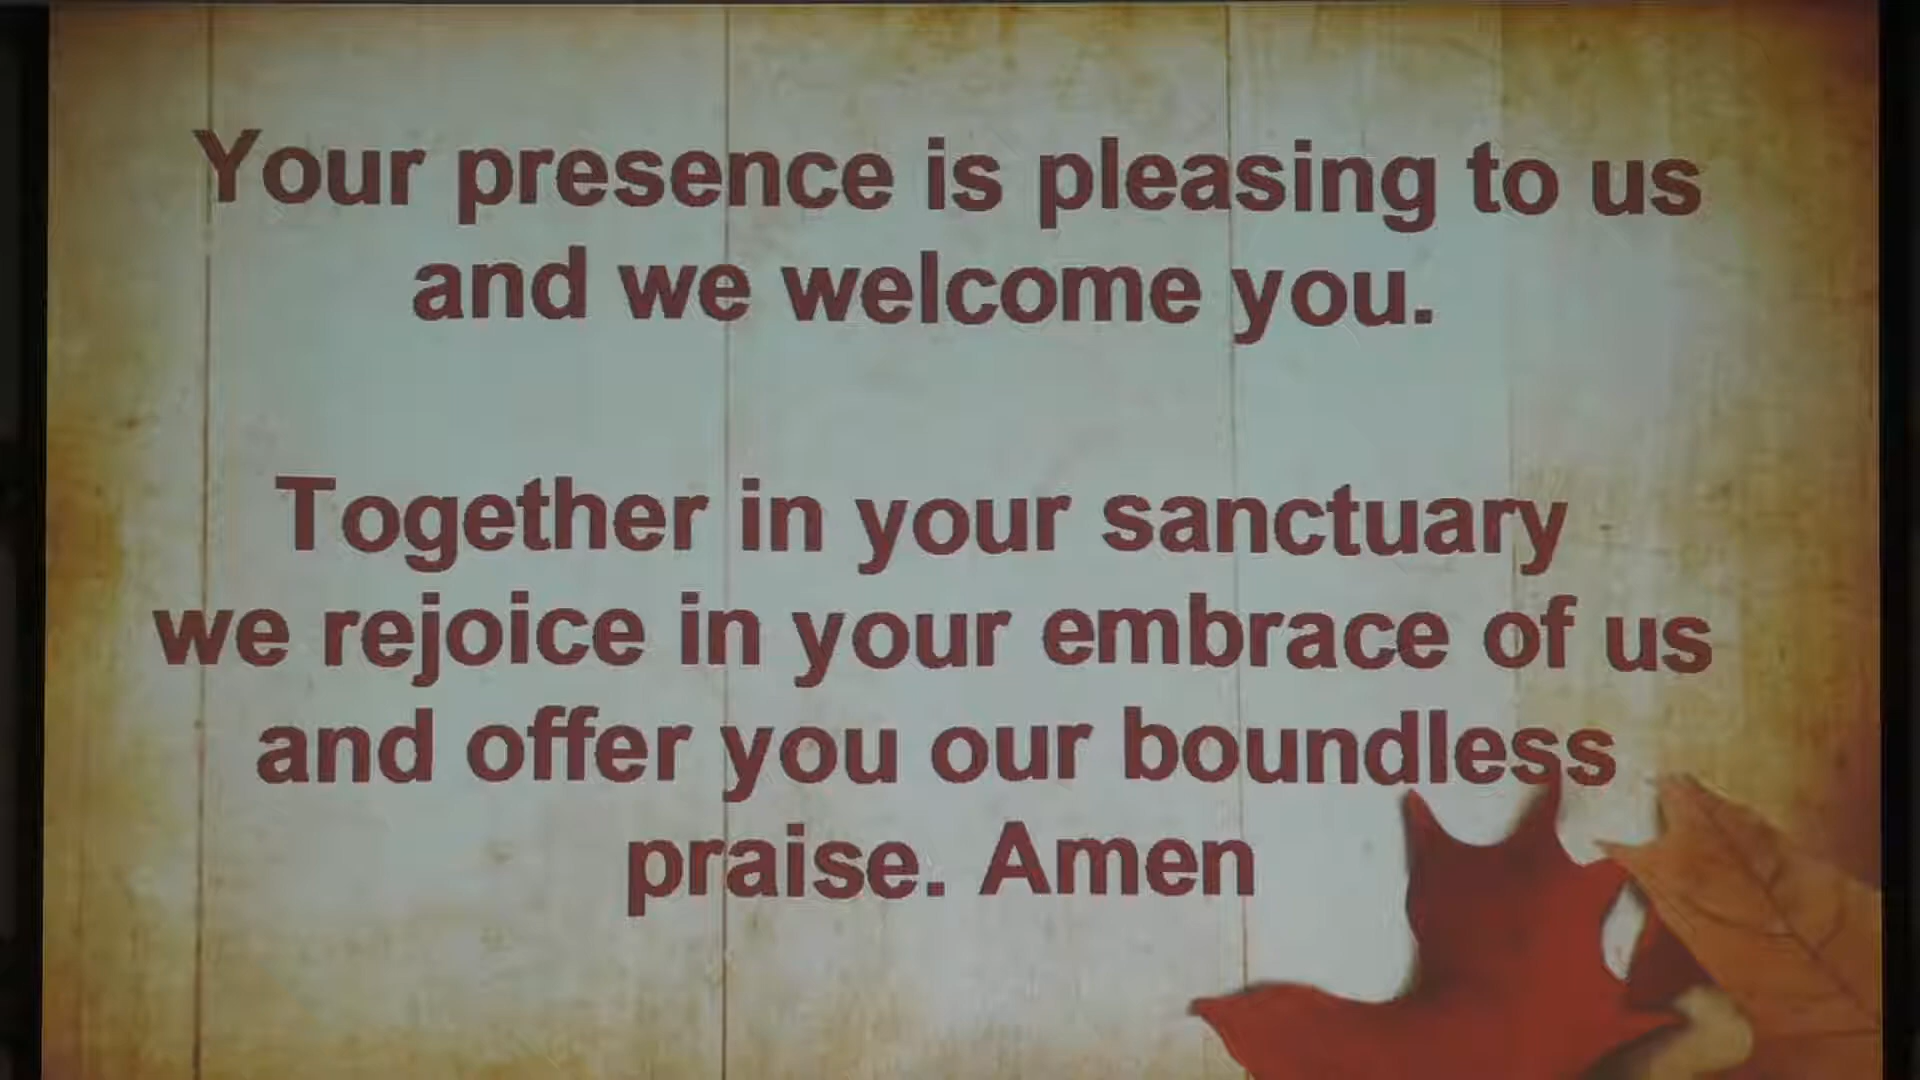 Your presence is pleasing to us
and we welcome you.
Together in your sanctuary
we rejoice in your embrace of us
and offer you our boundless
praise. Amen